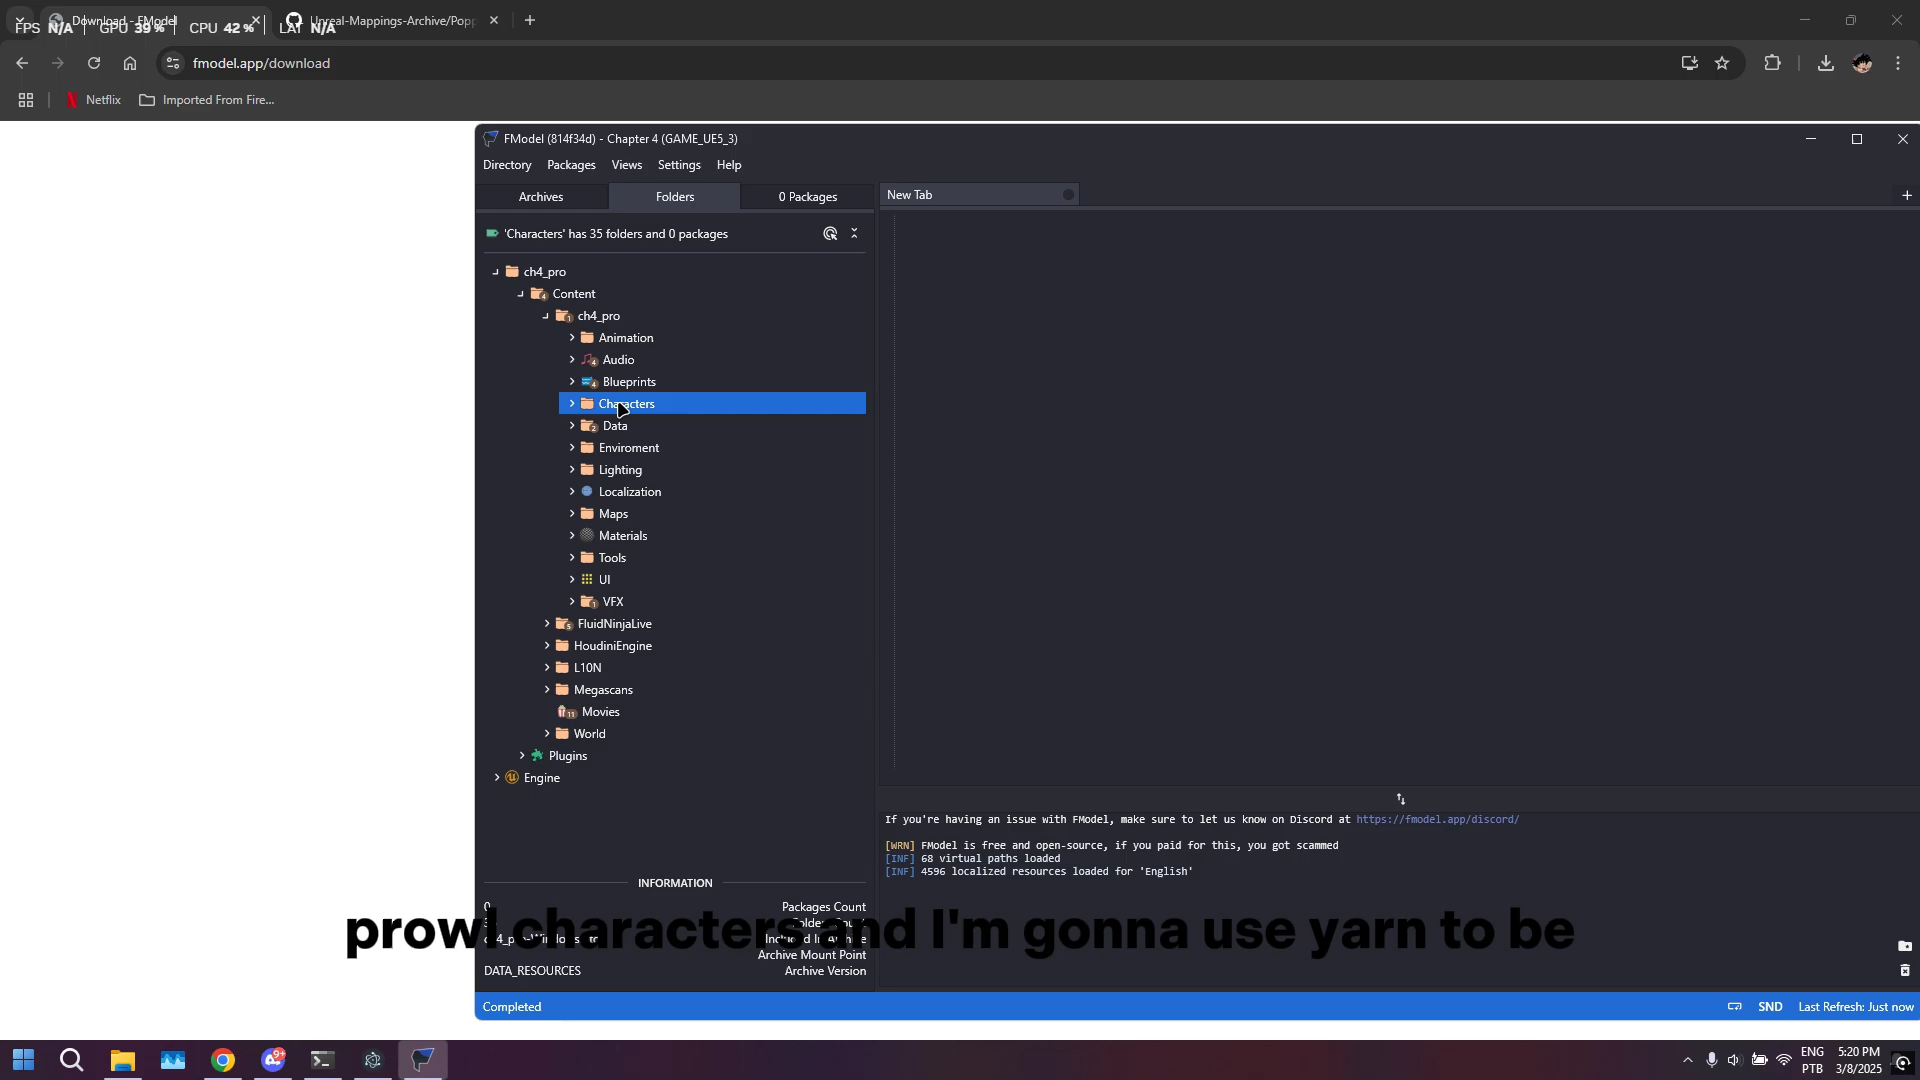 Download - FModel
Unreal-Mappings-Archive/Popp
FPS N/A GPU 39 % CPU 42 % LAT N/A
fmodel.app/download
Netflix
Imported From Fire...
FModel (814f34d) - Chapter 4 (GAME_UE5_3)
Directory Packages Views Settings Help
Archives Folders 0 Packages
New Tab
'Characters' has 35 folders and 0 packages
ch4_pro
Content
ch4_pro
Animation
Audio
Blueprints
Characters
Data
Enviroment
Lighting
Localization
Maps
Materials
Tools
UI
VFX
FluidNinjaLive
HoudiniEngine
L10N
Megascans
Movies
World
Plugins
Engine
If you're having an issue with FModel, make sure to let us know on Discord at https://fmodel.app/discord/
[WRN] FModel is free and open-source, if you paid for this, you got scammed
[INF] 68 virtual paths loaded
[INF] 4596 localized resources loaded for 'English'
INFORMATION
0 Packages Count
Included In Archive
Archive Mount Point
DATA_RESOURCES Archive Version
prowl characters and I'm gonna use yarn to be
Completed
SND Last Refresh: Just now
ENG 5:20 PM
PTB 3/8/2025